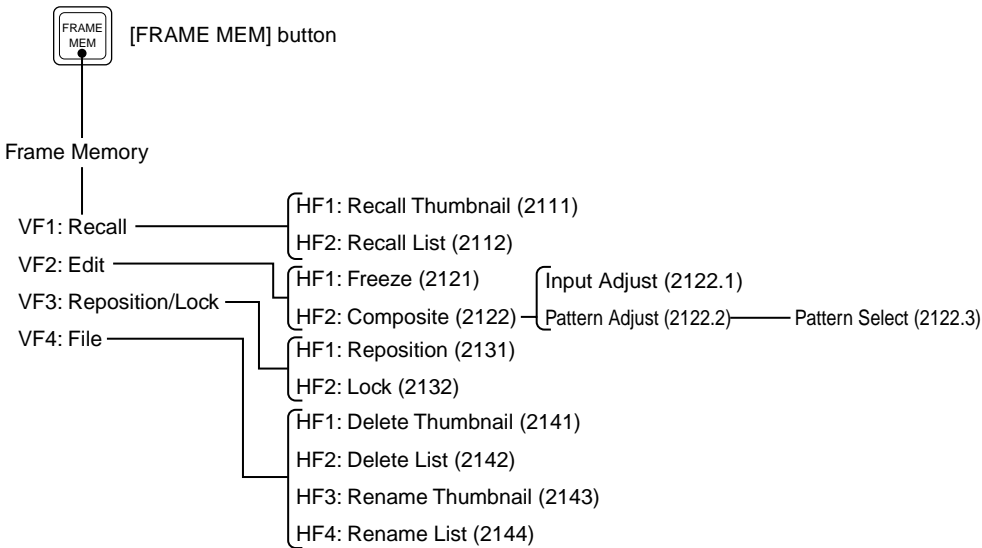 FRAME
MEM
[FRAME MEM] button
Frame Memory
VF1: Recall
HF1: Recall Thumbnail (2111)
HF2: Recall List (2112)
VF2: Edit
HF1: Freeze (2121)
HF2: Composite (2122)
Input Adjust (2122.1)
Pattern Adjust (2122.2)
Pattern Select (2122.3)
VF3: Reposition/Lock
HF1: Reposition (2131)
HF2: Lock (2132)
VF4: File
HF1: Delete Thumbnail (2141)
HF2: Delete List (2142)
HF3: Rename Thumbnail (2143)
HF4: Rename List (2144)